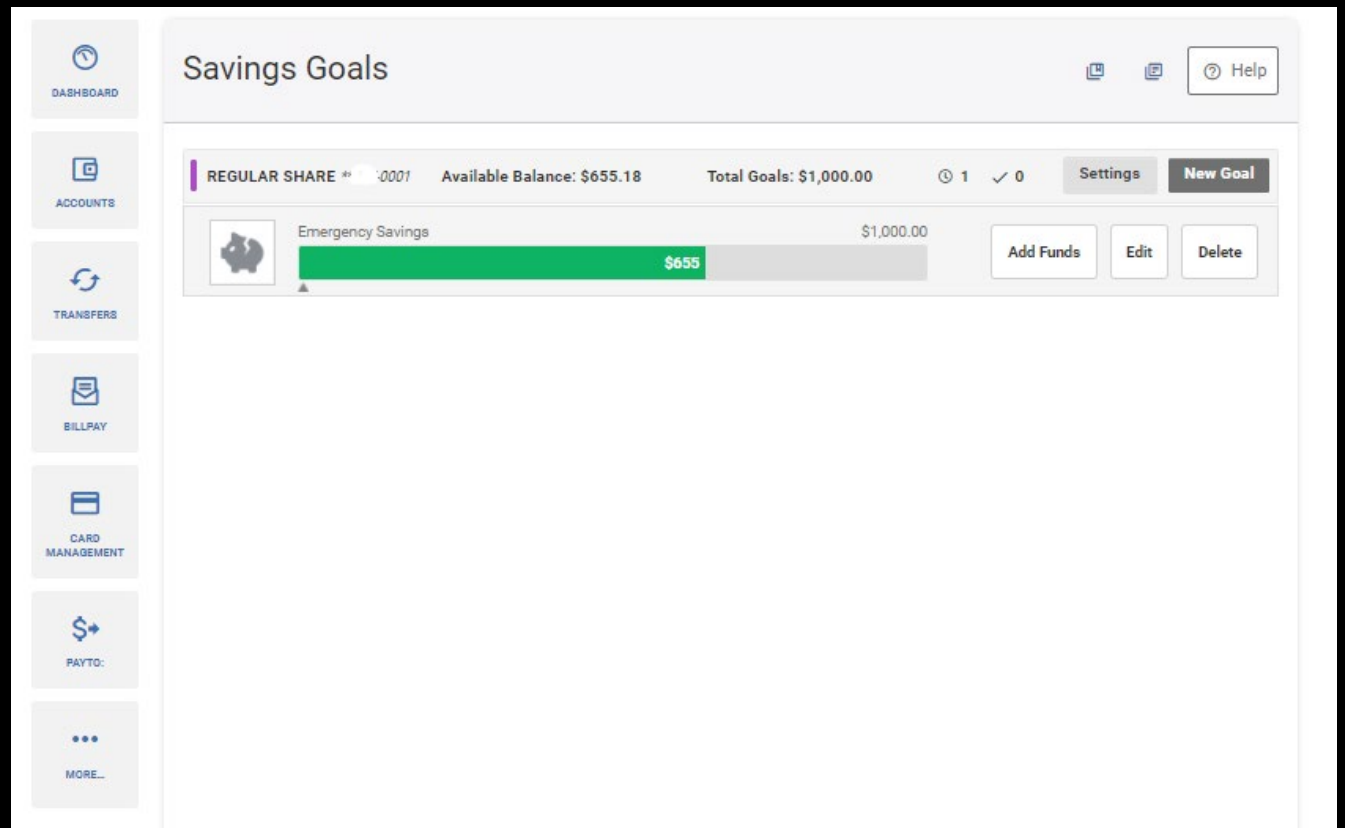 DASHBOARD
Savings Goals
Help
ACCOUNTS
REGULAR SHARE 0001 Available Balance: $655.18 Total Goals: $1,000.00 1 0 Settings New Goal
Emergency Savings $1,000.00
$655
Add Funds Edit Delete
TRANSFERS
BILLPAY
CARD
MANAGEMENT
PAYTO:
MORE...